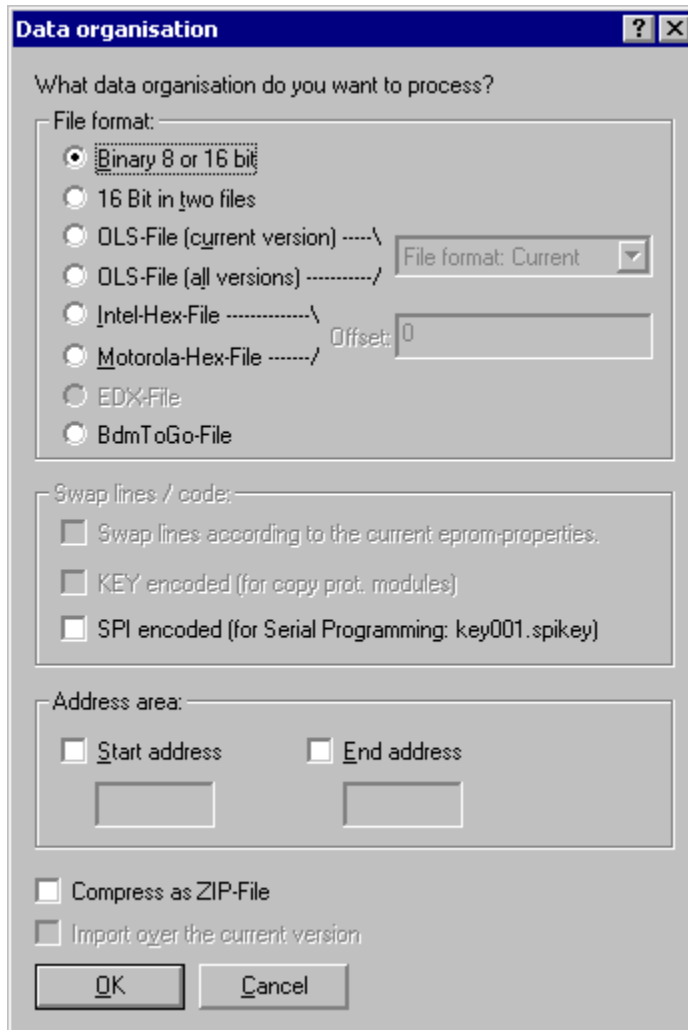 Data organisation
What data organisation do you want to process?
File format:
Binary 8 or 16 bit
16 Bit in two files
OLS-File (current version) -----\
File format: Current
OLS-File (all versions) ----------/
Intel-Hex-File -------------\
Offset: 0
Motorola-Hex-File -------/
EDX-File
BdmToGo-File
Swap lines / code:
Swap lines according to the current eprom-properties.
KEY encoded (for copy prot. modules)
SPI encoded (for Serial Programming: key001.spikey)
Address area:
Start address End address
Compress as ZIP-File
Import over the current version
OK Cancel